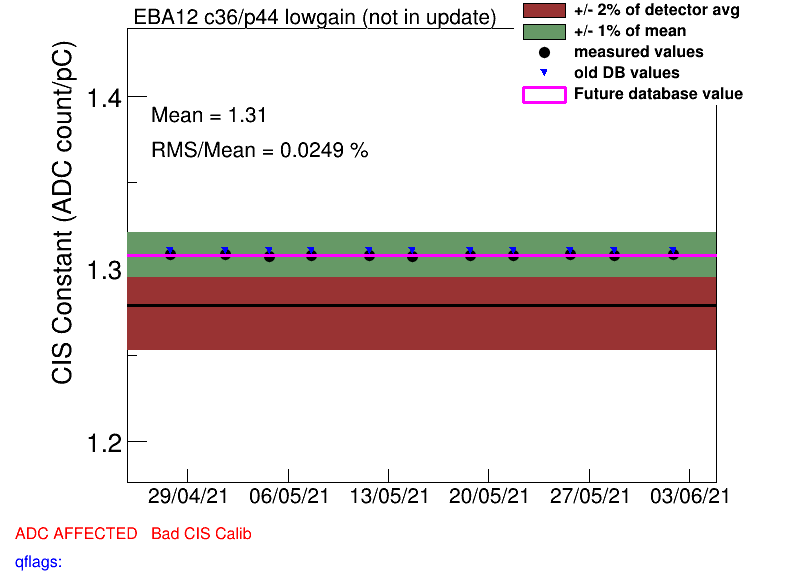 EBA12 c36/p44 lowgain (not in update)
+/- 2% of detector avg
+/- 1% of mean
measured values
old DB values
Future database value
Mean = 1.31
RMS/Mean = 0.0249 %
CIS Constant (ADC count/pC)
1.4
1.3
1.2
29/04/21 06/05/21 13/05/21 20/05/21 27/05/21 03/06/21
ADC AFFECTED Bad CIS Calib
qflags: